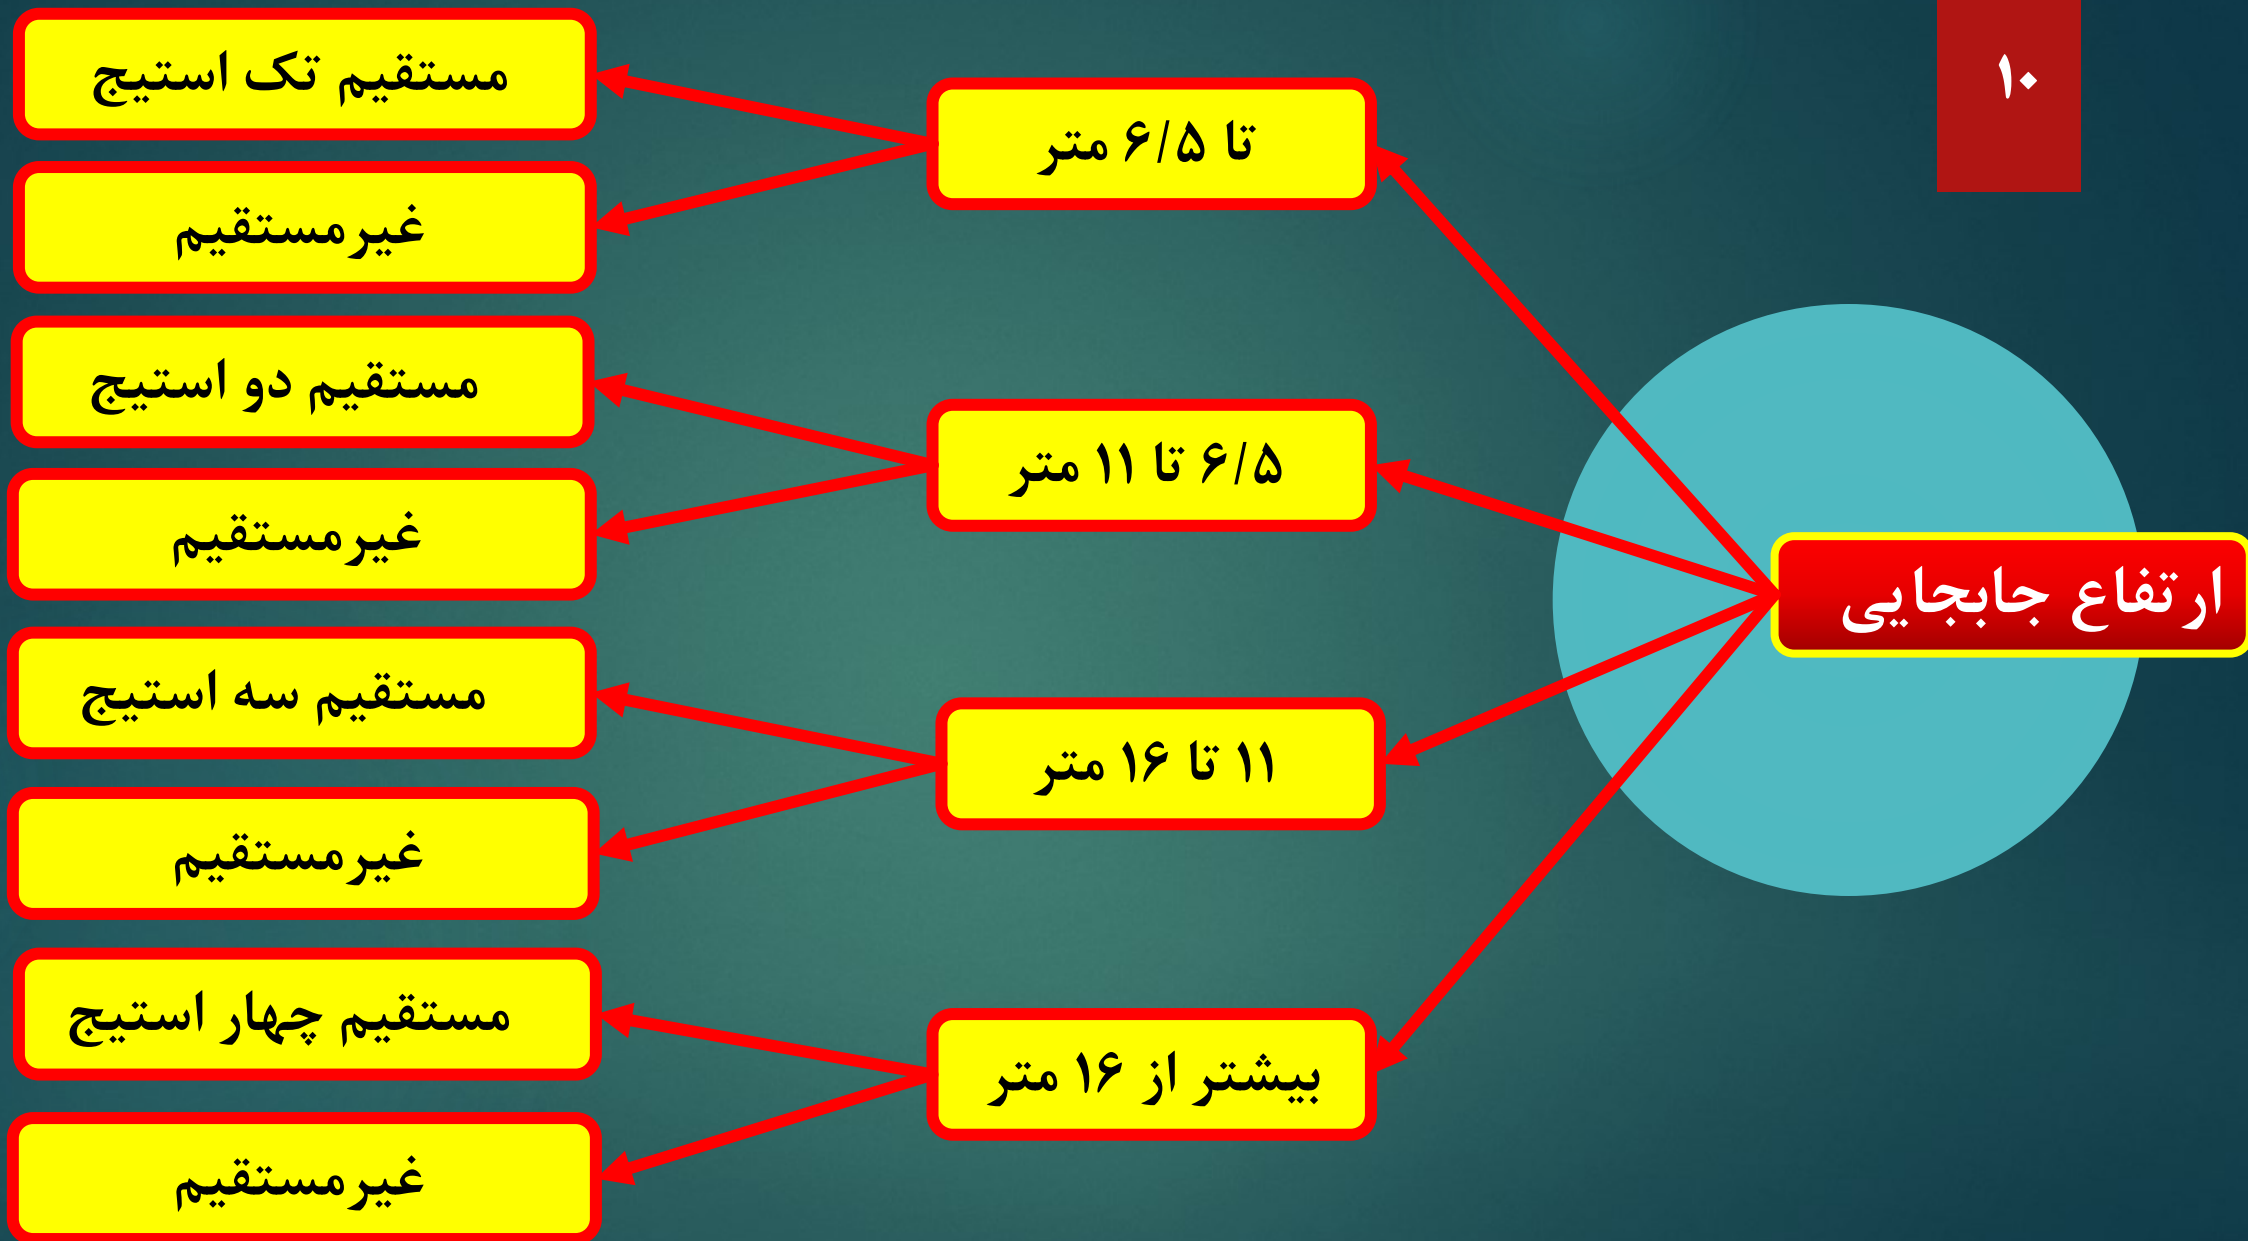 ۱۰
ارتفاع جابجایی
تا ۶/۵ متر
مستقیم تک استیج
غیرمستقیم
۶/۵ تا ۱۱ متر
مستقیم دو استیج
غیرمستقیم
۱۱ تا ۱۶ متر
مستقیم سه استیج
غیرمستقیم
بیشتر از ۱۶ متر
مستقیم چهار استیج
غیرمستقیم